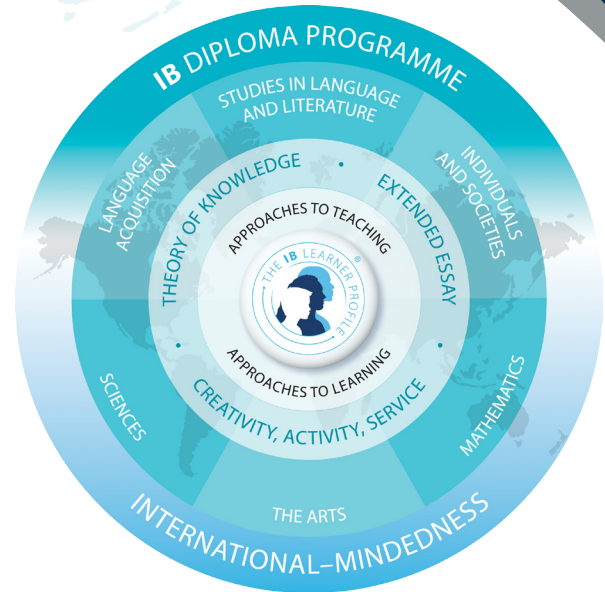 IB DIPLOMA PROGRAMME
STUDIES IN LANGUAGE
AND LITERATURE
LANGUAGE
ACQUISITION
INDIVIDUALS
AND SOCIETIES
THEORY OF KNOWLEDGE
•
EXTENDED ESSAY
APPROACHES TO TEACHING
THE IB LEARNER PROFILE
®
APPROACHES TO LEARNING
•
•
CREATIVITY, ACTIVITY, SERVICE
SCIENCES
MATHEMATICS
THE ARTS
INTERNATIONAL–MINDEDNESS